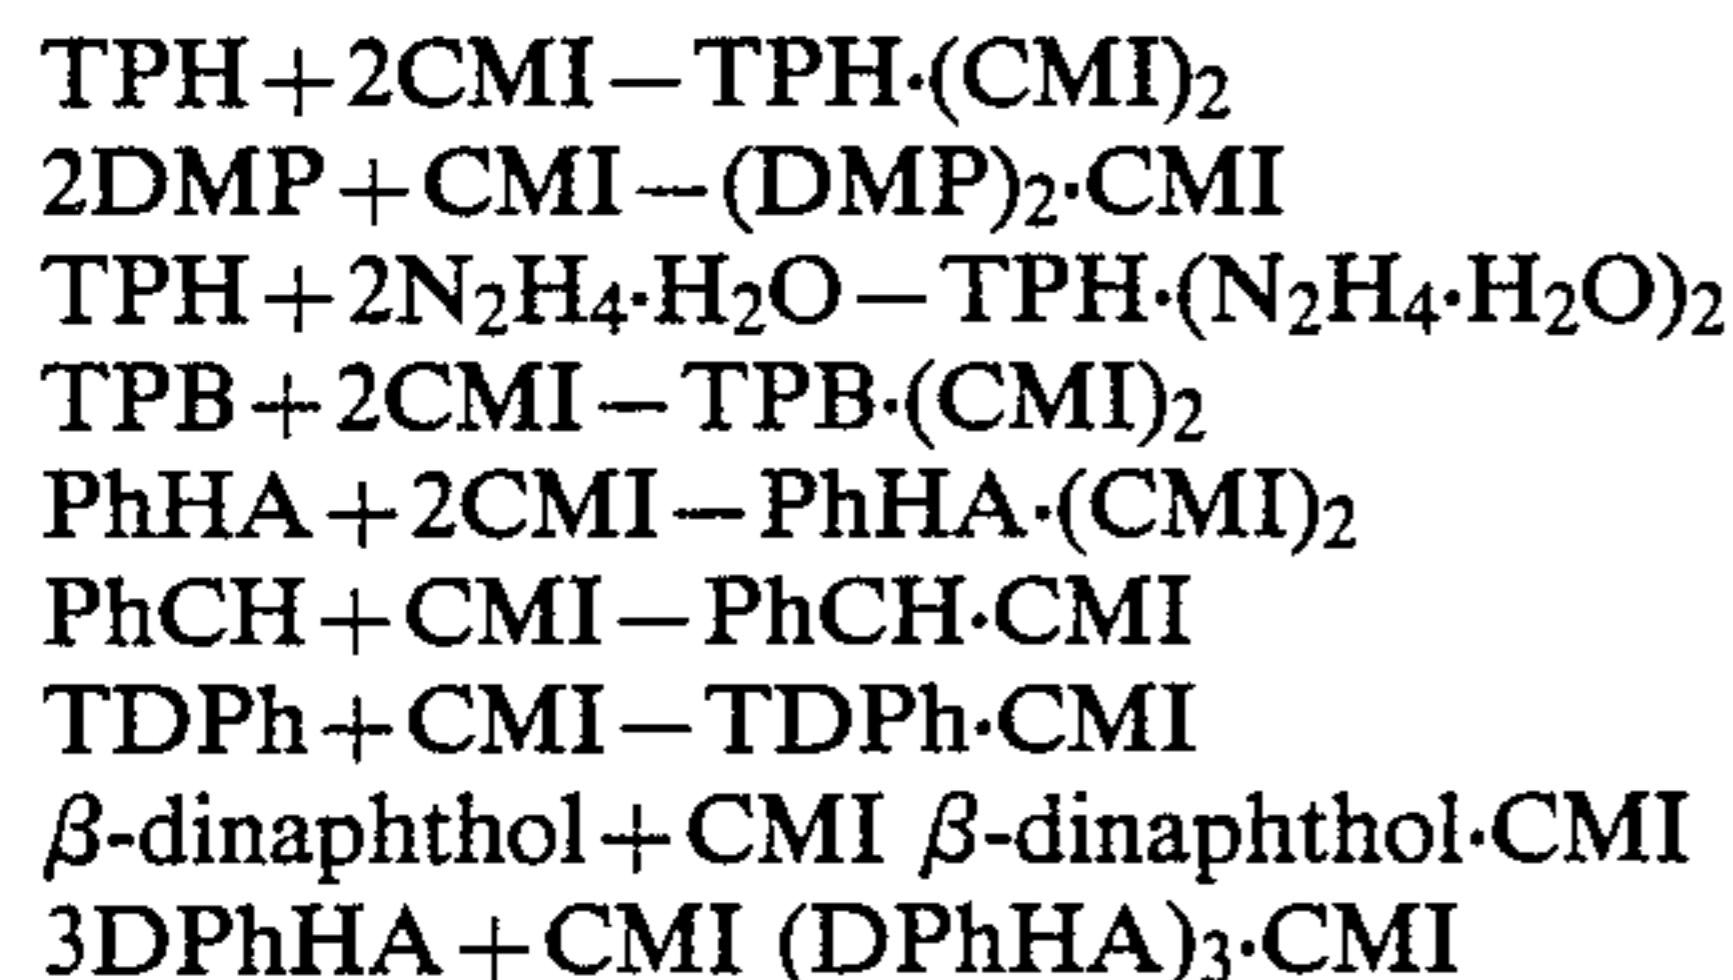 TPH+2CMI—TPH·(CMI)₂
2DMP+CMI—(DMP)₂·CMI
TPH+2N₂H₄·H₂O—TPH·(N₂H₄·H₂O)₂
TPB+2CMI—TPB·(CMI)₂
PhHA+2CMI—PhHA·(CMI)₂
PhCH+CMI—PhCH·CMI
TDPh+CMI—TDPh·CMI
β-dinaphthol+CMI β-dinaphthol·CMI
3DPhHA+CMI (DPhHA)₃·CMI